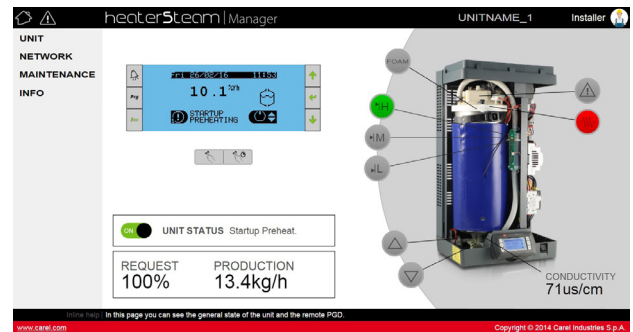 heaterSteam | Manager
UNITNAME_1
Installer
UNIT
NETWORK
MAINTENANCE
INFO
Fri 26/02/16 11:53
Prg
Esc
10.1
STARTUP
PREHEATING
FOAM
H
M
L
ON
UNIT STATUS Startup Preheat.
REQUEST
100%
PRODUCTION
13.4kg/h
CONDUCTIVITY
71us/cm
Inline help | In this page you can see the general state of the unit and the remote PGD.
www.carel.com
Copyright © 2014 Carel Industries S.p.A.